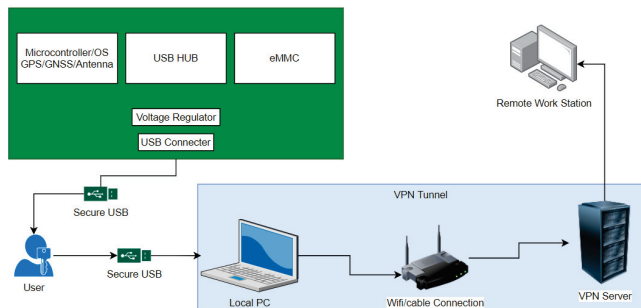 Microcontroller/OS
GPS/GNSS/Antenna
USB HUB
eMMC
Voltage Regulator
USB Connecter
Remote Work Station
Secure USB
VPN Tunnel
User
Secure USB
Local PC
Wifi/cable Connection
VPN Server